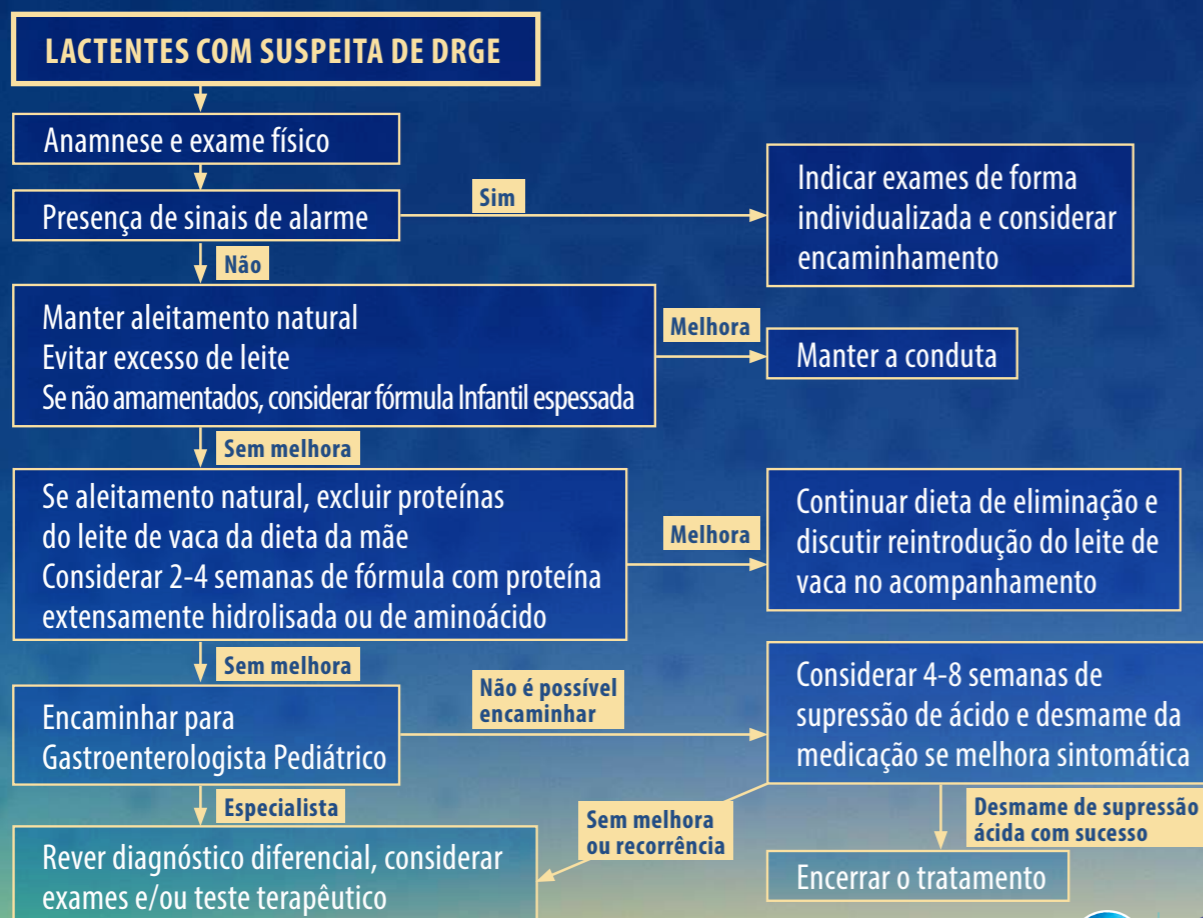 LACTENTES COM SUSPEITA DE DRGE
Anamnese e exame físico
Presença de sinais de alarme
Sim
Indicar exames de forma
individualizada e considerar
encaminhamento
Não
Manter aleitamento natural
Evitar excesso de leite
Se não amamentados, considerar fórmula Infantil espessada
Melhora
Manter a conduta
Sem melhora
Se aleitamento natural, excluir proteínas
do leite de vaca da dieta da mãe
Considerar 2-4 semanas de fórmula com proteína
extensamente hidrolisada ou de aminoácido
Melhora
Continuar dieta de eliminação e
discutir reintrodução do leite de
vaca no acompanhamento
Sem melhora
Encaminhar para
Gastroenterologista Pediátrico
Não é possível
encaminhar
Considerar 4-8 semanas de
supressão de ácido e desmame da
medicação se melhora sintomática
Especialista
Sem melhora
ou recorrência
Desmame de supressão
ácida com sucesso
Rever diagnóstico diferencial, considerar
exames e/ou teste terapêutico
Encerrar o tratamento